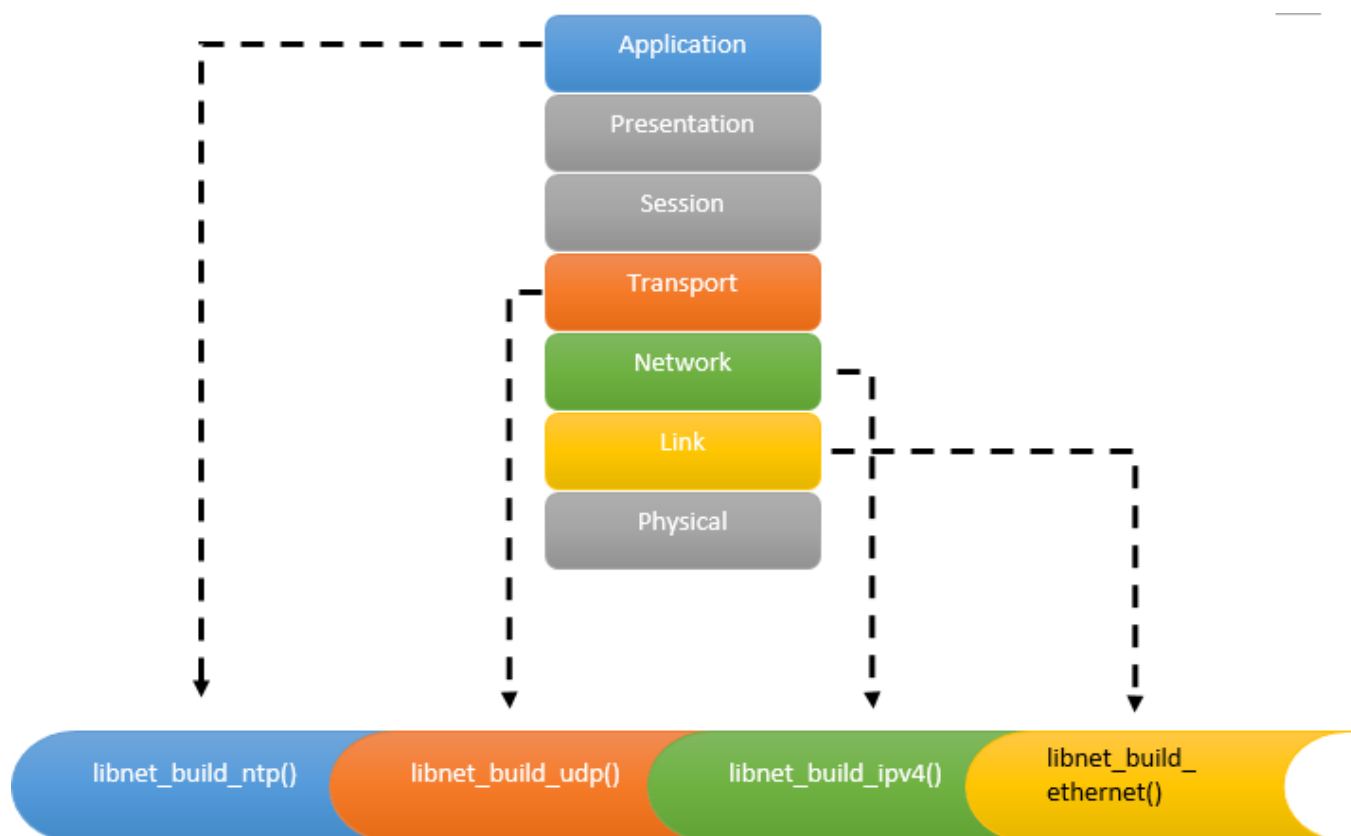 Application
Presentation
Session
Transport
Network
Link
Physical
libnet_build_ntp()
libnet_build_udp()
libnet_build_ipv4()
libnet_build_
ethernet()